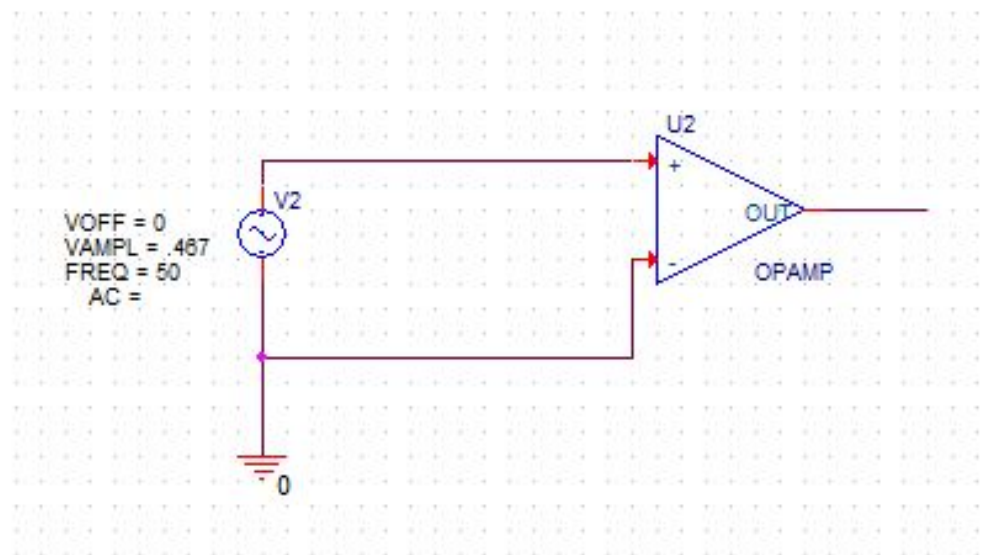 U2
+
V2
OUT
VOFF = 0
VAMPL = .467
FREQ = 50
AC =
-
OPAMP
0